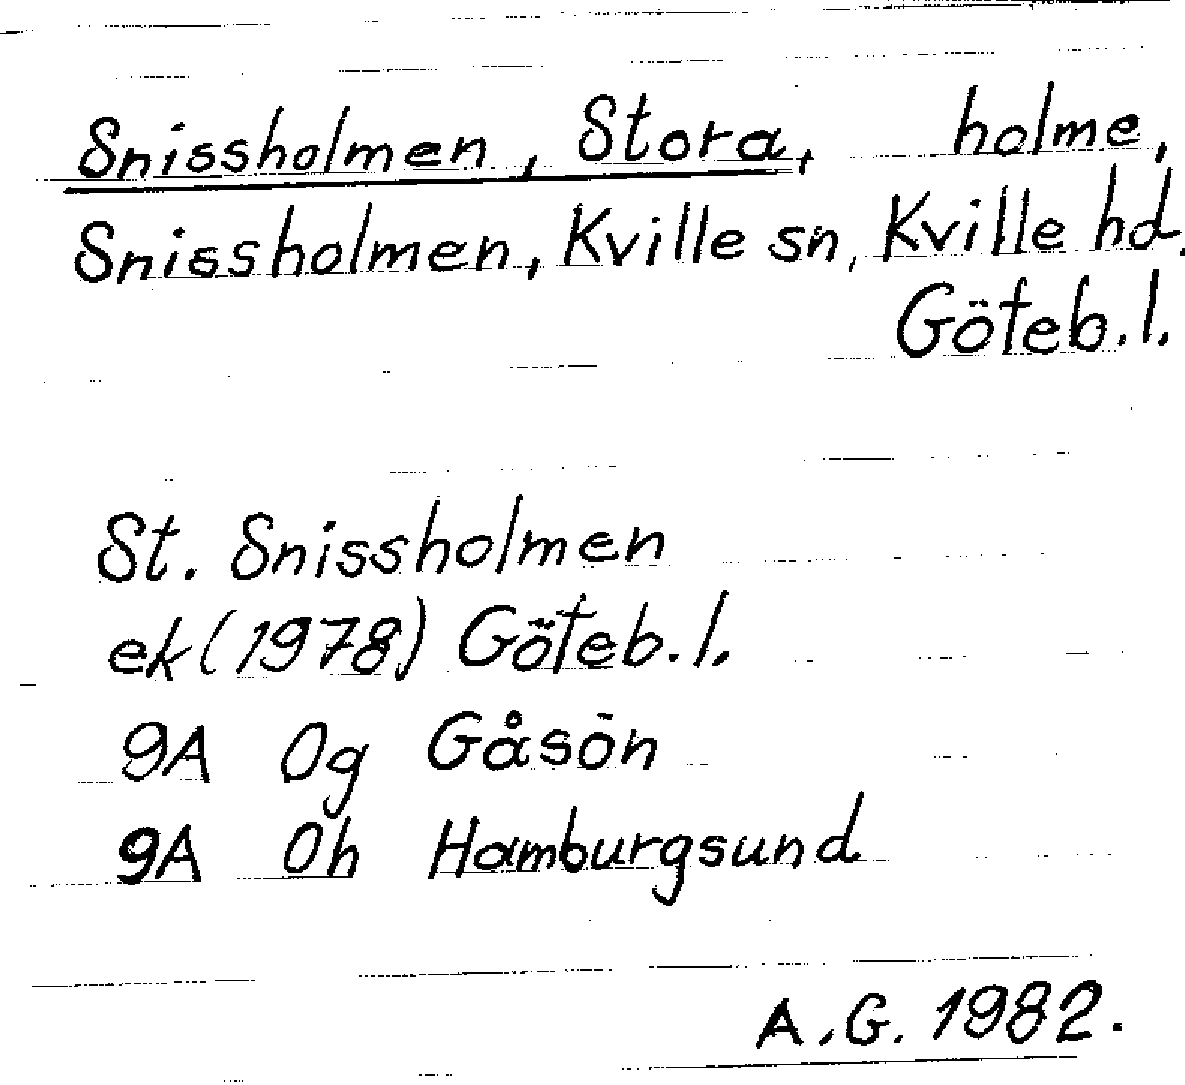 Snissholmen, Stora, holme,
Snissholmen, Kville sn, Kville hd.
Göteb. l.
St. Snissholmen
ek (1978) Göteb. l.
9A 0g Gåsön
9A 0h Hamburgsund
A.G. 1982.